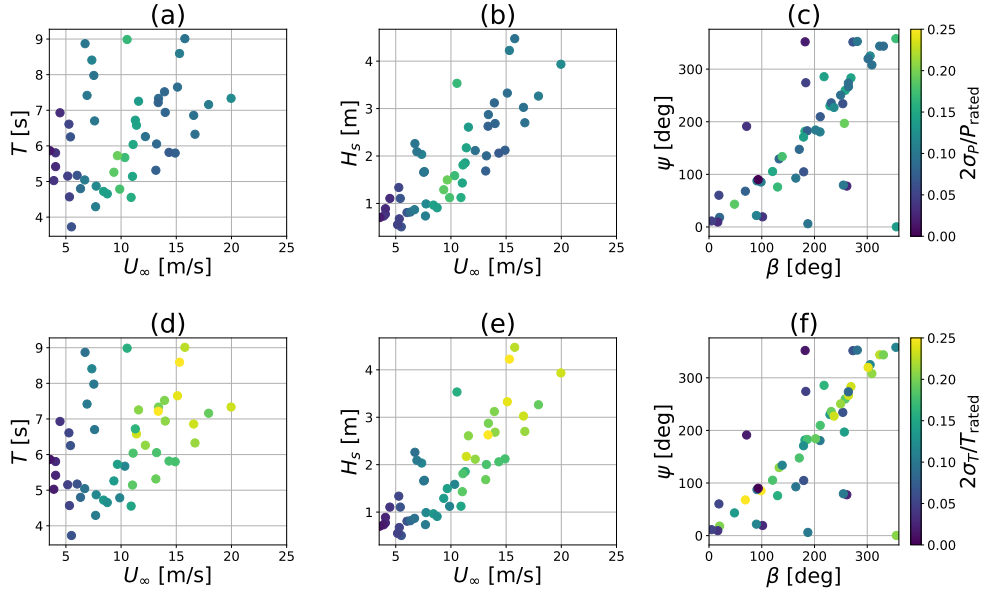 (a) (b) (c)
9
8
7
6
5
4
T [s]
5 10 15 20 25
U∞ [m/s]
4
3
2
1
Hs [m]
5 10 15 20 25
U∞ [m/s]
300
200
100
0
ψ [deg]
0 100 200 300
β [deg]
0.25
0.20
0.15
0.10
0.05
0.00
2σP/Prated
(d) (e) (f)
9
8
7
6
5
4
T [s]
5 10 15 20 25
U∞ [m/s]
4
3
2
1
Hs [m]
5 10 15 20 25
U∞ [m/s]
300
200
100
0
ψ [deg]
0 100 200 300
β [deg]
0.25
0.20
0.15
0.10
0.05
0.00
2σT/Trated